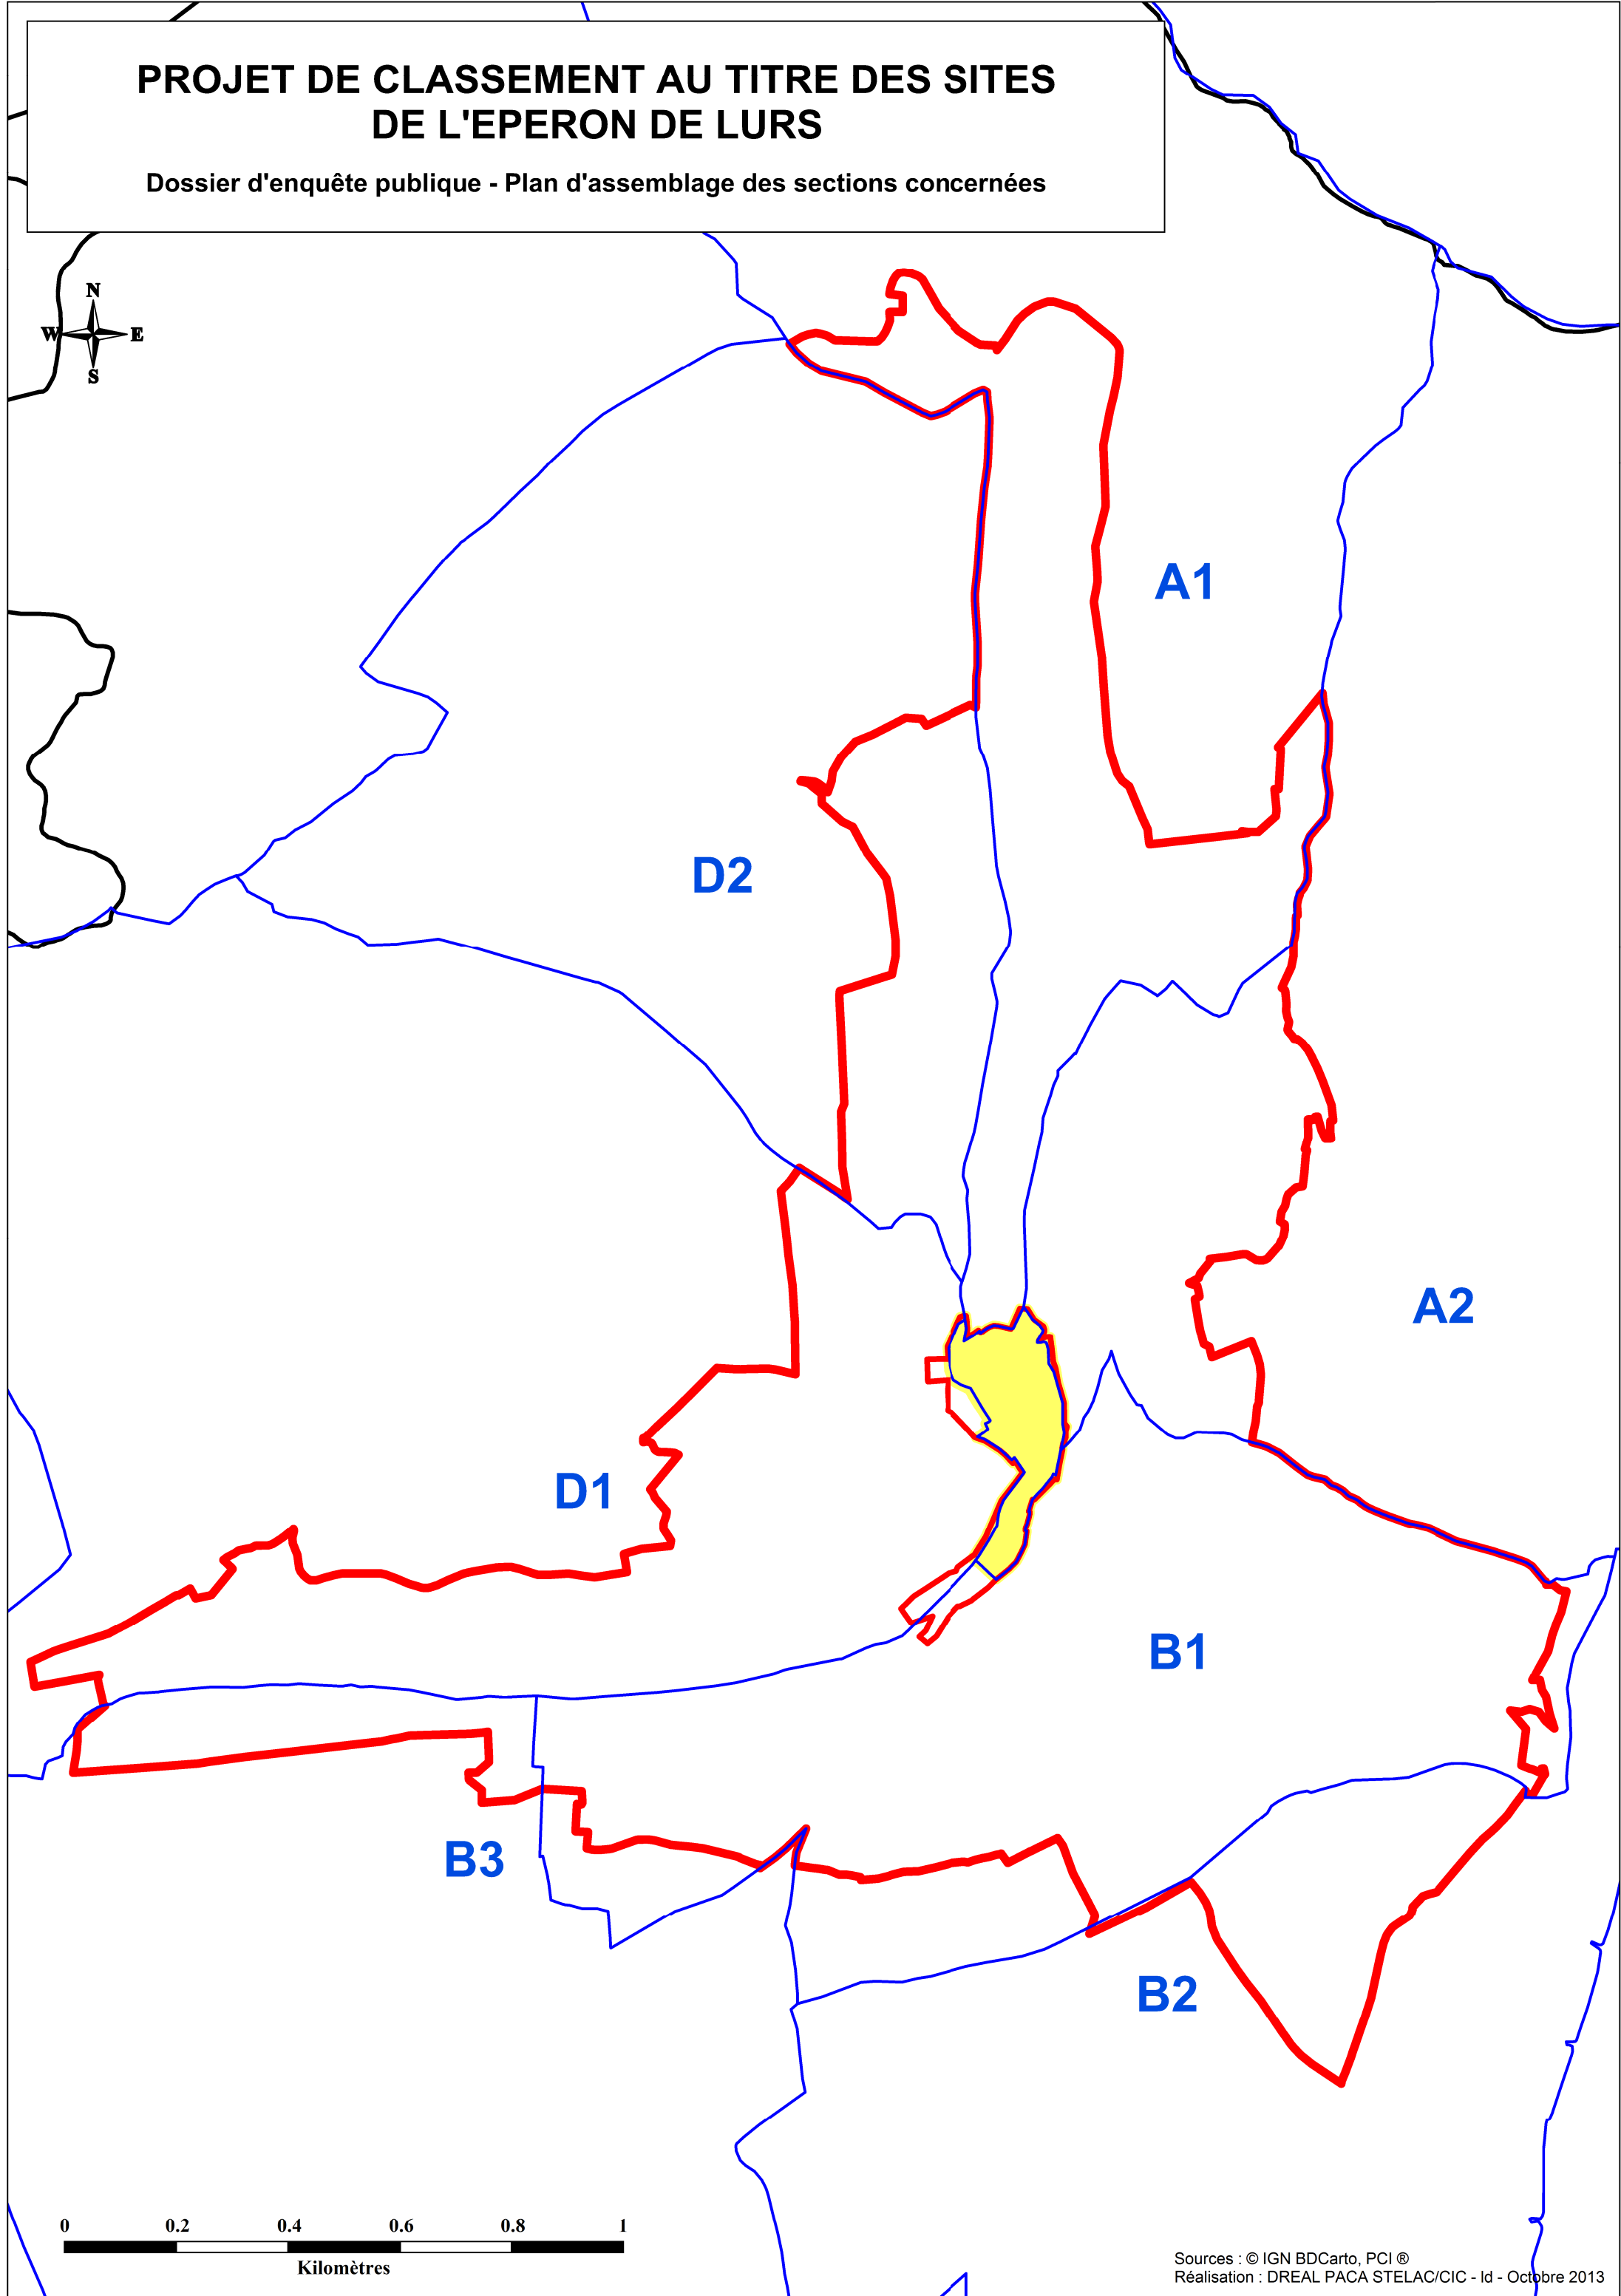 PROJET DE CLASSEMENT AU TITRE DES SITES
DE L'EPERON DE LURS
Dossier d'enquête publique - Plan d'assemblage des sections concernées
N
W E
S
A1
D2
A2
D1
B1
B3
B2
0 0.2 0.4 0.6 0.8 1
Kilomètres
Sources : © IGN BDCarto, PCI ®
Réalisation : DREAL PACA STELAC/CIC - ld - Octobre 2013